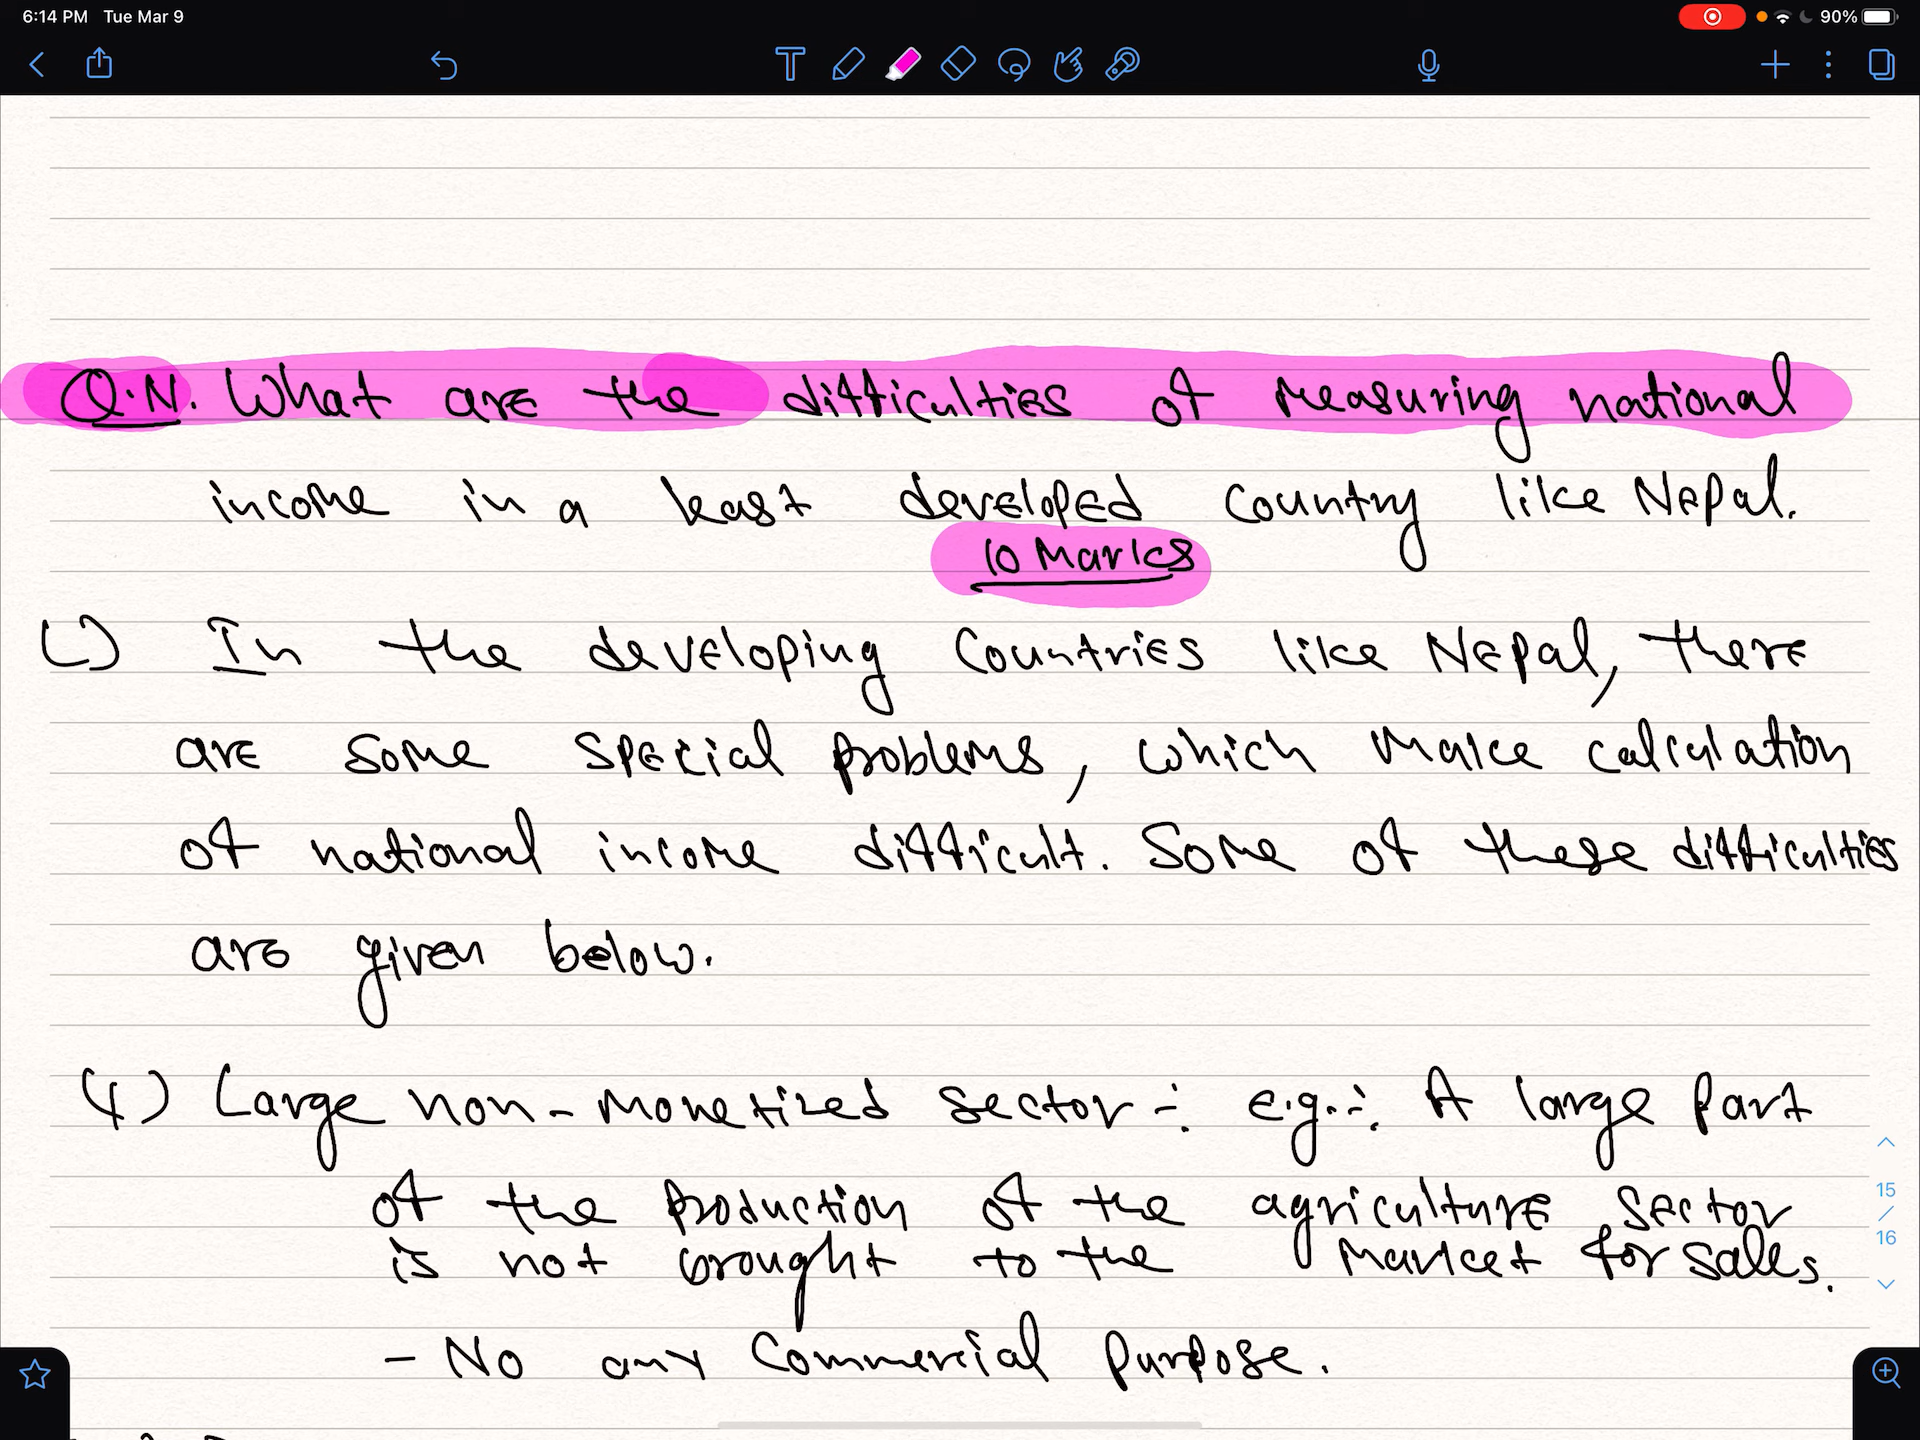 6:14 PM Tue Mar 9
90%
Q.N. What are the difficulties of measuring national
income in a least developed country like Nepal.
10 Marks
() In the developing countries like Nepal, there
are some special problems, which make calculation
of national income difficult. Some of these difficulties
are given below.
(1) Large non-monetized sector :- e.g.:- A large part
of the production of the agriculture sector
is not brought to the market for sales.
- No any commercial purpose.
15
/
16